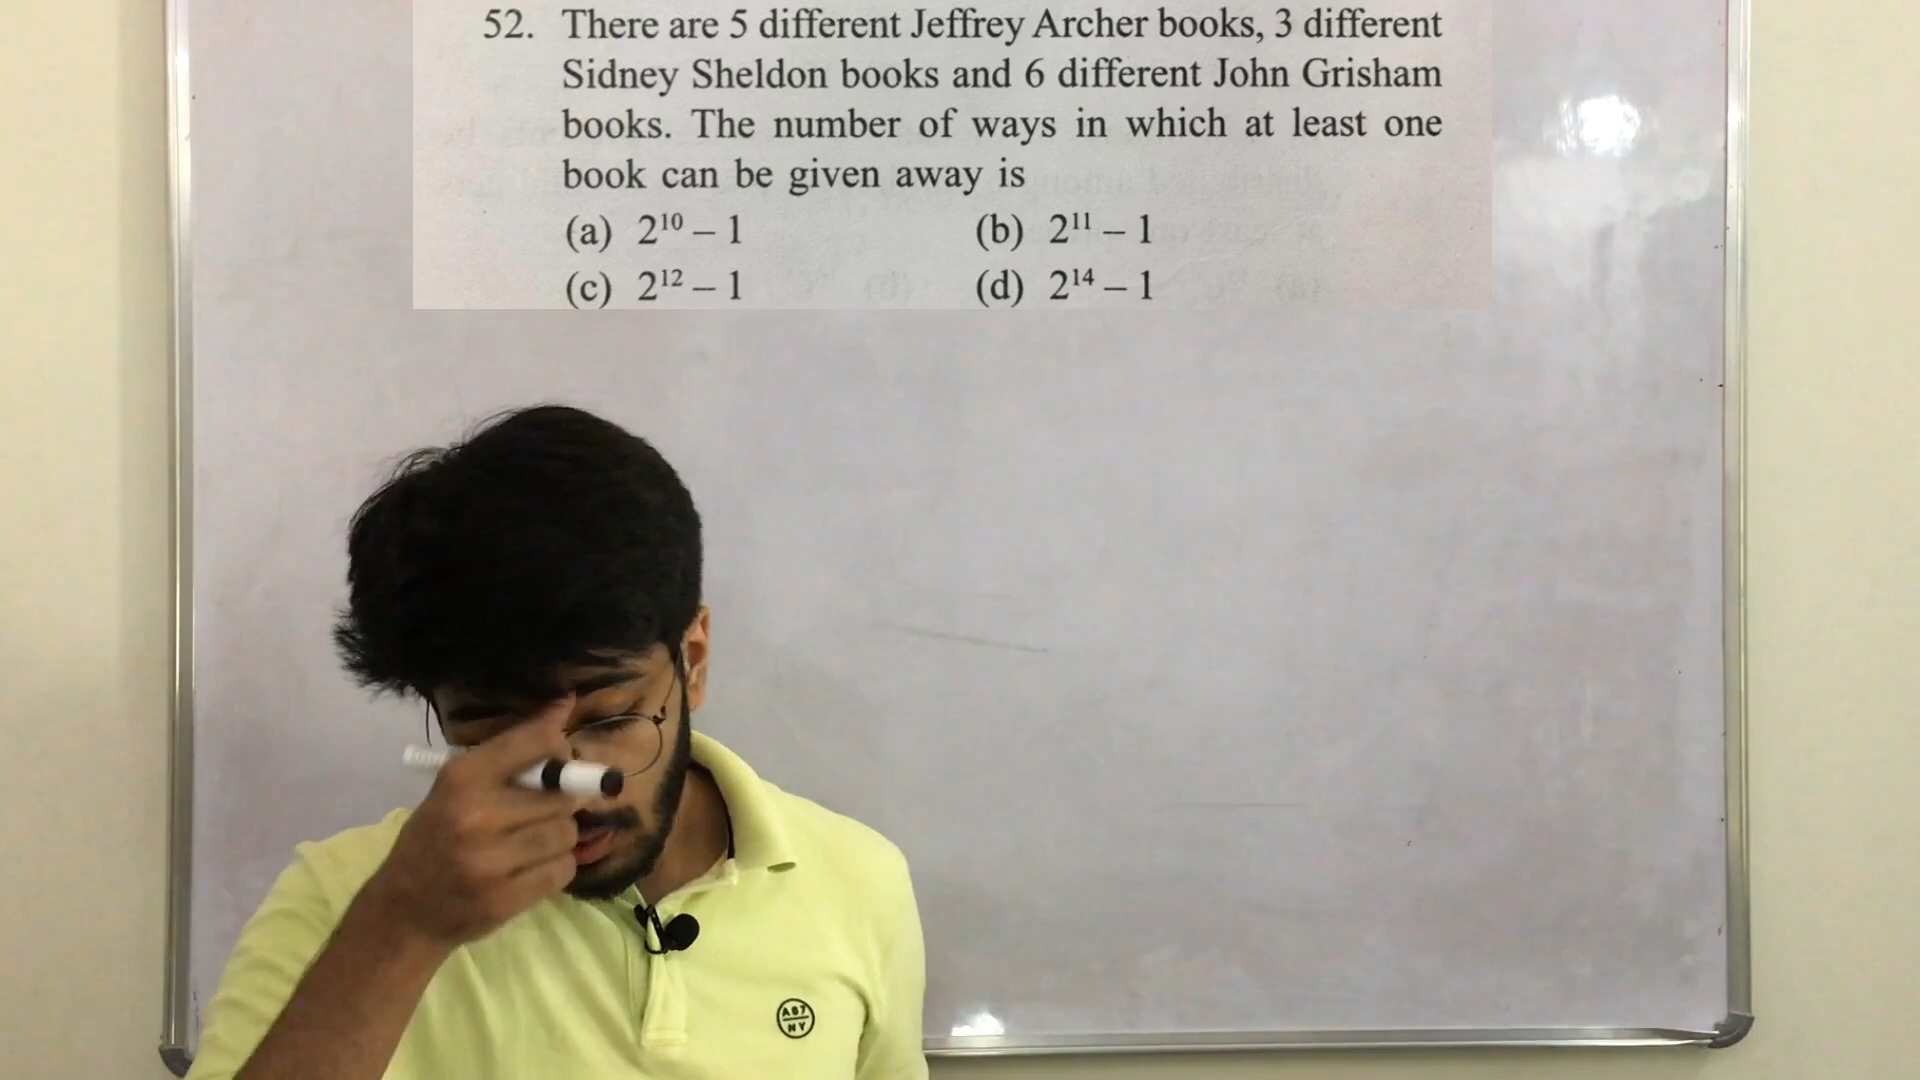 52. There are 5 different Jeffrey Archer books, 3 different
Sidney Sheldon books and 6 different John Grisham
books. The number of ways in which at least one
book can be given away is
(a) 2¹⁰ – 1 (b) 2¹¹ – 1
(c) 2¹² – 1 (d) 2¹⁴ – 1
A87
NY